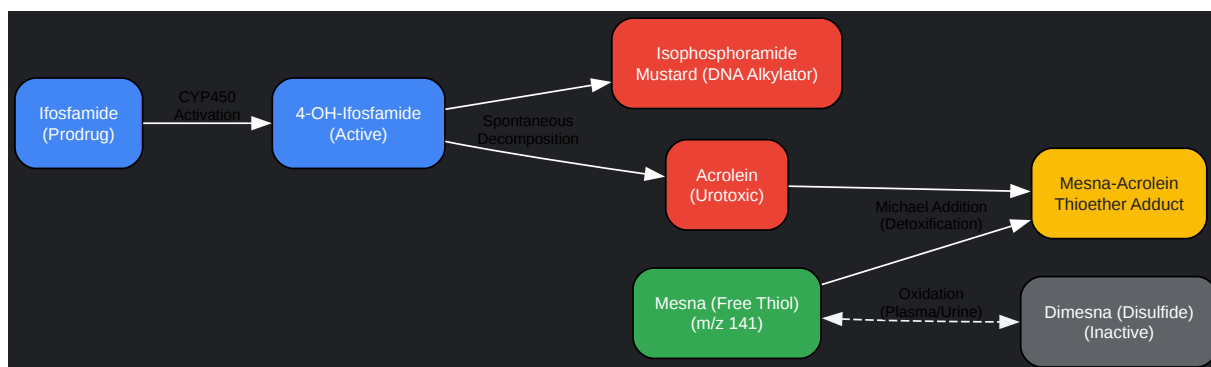 Isophosphoramide
Mustard (DNA Alkylator)
Ifosfamide
(Prodrug)
CYP450
Activation
4-OH-Ifosfamide
(Active)
Spontaneous
Decomposition
Acrolein
(Urotoxic)
Mesna-Acrolein
Thioether Adduct
Michael Addition
(Detoxification)
Mesna (Free Thiol)
(m/z 141)
Oxidation
(Plasma/Urine)
Dimesna (Disulfide)
(Inactive)